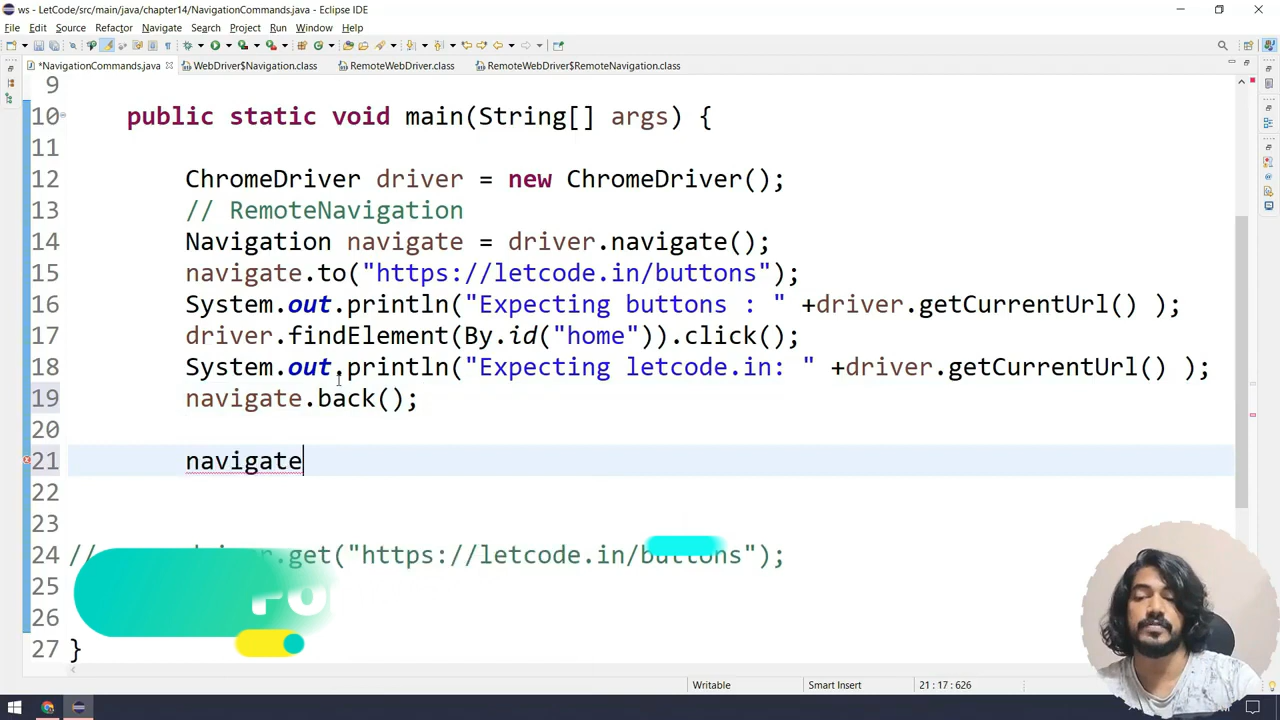 ws - LetCode/src/main/java/chapter14/NavigationCommands.java - Eclipse IDE
File Edit Source Refactor Navigate Search Project Run Window Help
*NavigationCommands.java WebDriver$Navigation.class RemoteWebDriver.class RemoteWebDriver$RemoteNavigation.class
9
10 public static void main(String[] args) {
11
12 ChromeDriver driver = new ChromeDriver();
13 // RemoteNavigation
14 Navigation navigate = driver.navigate();
15 navigate.to("https://letcode.in/buttons");
16 System.out.println("Expecting buttons : " +driver.getCurrentUrl() );
17 driver.findElement(By.id("home")).click();
18 System.out.println("Expecting letcode.in: " +driver.getCurrentUrl() );
19 navigate.back();
20
21 navigate
22
23
24 // driver.get("https://letcode.in/buttons");
25
26
27 }
Writable Smart Insert 21 : 17 : 626